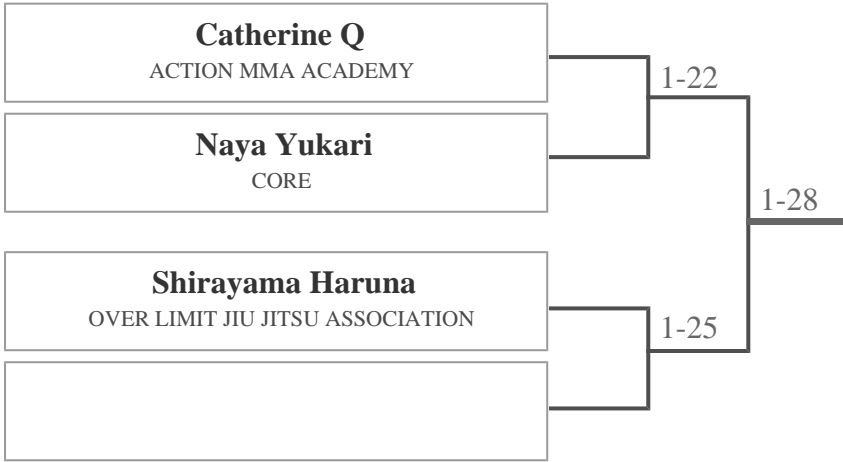 Catherine Q
ACTION MMA ACADEMY
1-22
Naya Yukari
CORE
1-28
Shirayama Haruna
OVER LIMIT JIU JITSU ASSOCIATION
1-25